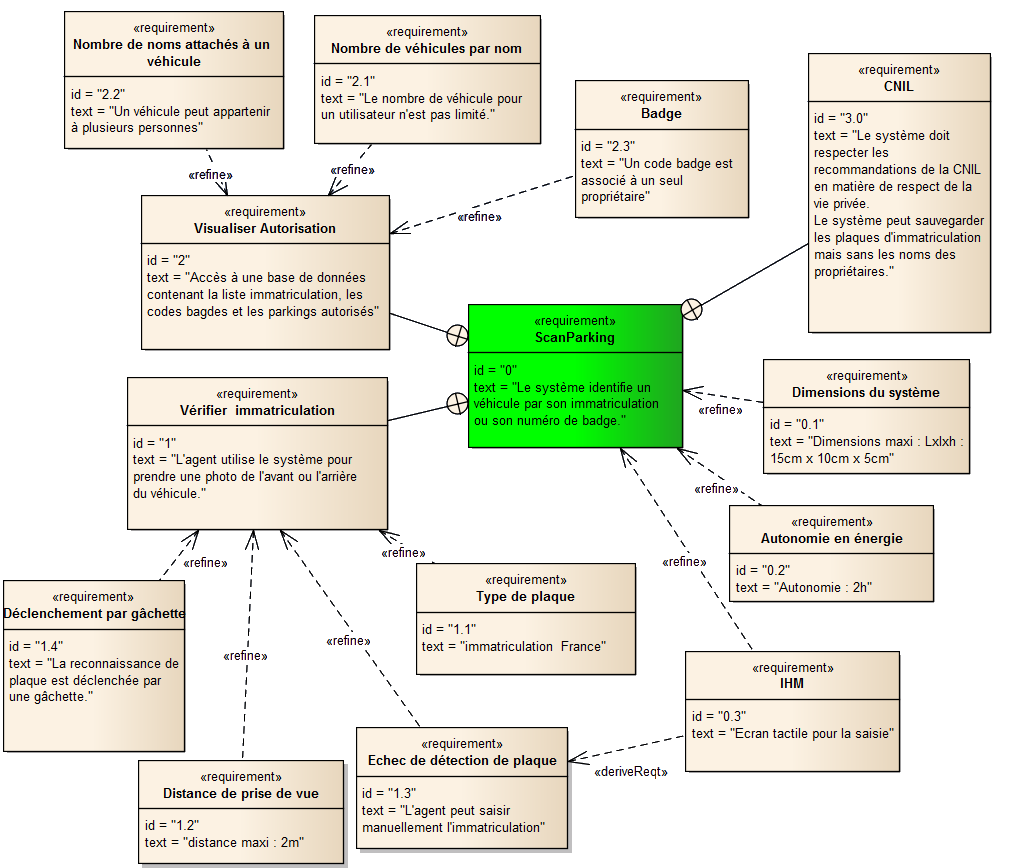 «requirement»
Nombre de noms attachés à un
véhicule
id = "2.2"
text = "Un véhicule peut appartenir
à plusieurs personnes"
«requirement»
Nombre de véhicules par nom
id = "2.1"
text = "Le nombre de véhicule pour
un utilisateur n'est pas limité."
«requirement»
Badge
id = "2.3"
text = "Un code badge est
associé à un seul
propriétaire"
«requirement»
CNIL
id = "3.0"
text = "Le système doit
respecter les
recommandations de la CNIL
en matière de respect de la
vie privée.
Le système peut sauvegarder
les plaques d'immatriculation
mais sans les noms des
propriétaires."
«refine»
«refine»
«refine»
«requirement»
Visualiser Autorisation
id = "2"
text = "Accès à une base de données
contenant la liste immatriculation, les
codes bagdes et les parkings autorisés"
«requirement»
ScanParking
id = "0"
text = "Le système identifie un
véhicule par son immatriculation
ou son numéro de badge."
«requirement»
Vérifier  immatriculation
id = "1"
text = "L'agent utilise le système pour
prendre une photo de l'avant ou l'arrière
du véhicule."
«requirement»
Dimensions du système
id = "0.1"
text = "Dimensions maxi : Lxlxh :
15cm x 10cm x 5cm"
«refine»
«refine»
«requirement»
Autonomie en énergie
id = "0.2"
text = "Autonomie : 2h"
«refine»
«refine»
«refine»
«requirement»
Déclenchement par gâchette
id = "1.4"
text = "La reconnaissance de
plaque est déclenchée par
une gâchette."
«requirement»
Type de plaque
id = "1.1"
text = "immatriculation  France"
«refine»
«refine»
«requirement»
IHM
id = "0.3"
text = "Ecran tactile pour la saisie"
«requirement»
Echec de détection de plaque
id = "1.3"
text = "L'agent peut saisir
manuellement l'immatriculation"
«deriveReqt»
«requirement»
Distance de prise de vue
id = "1.2"
text = "distance maxi : 2m"